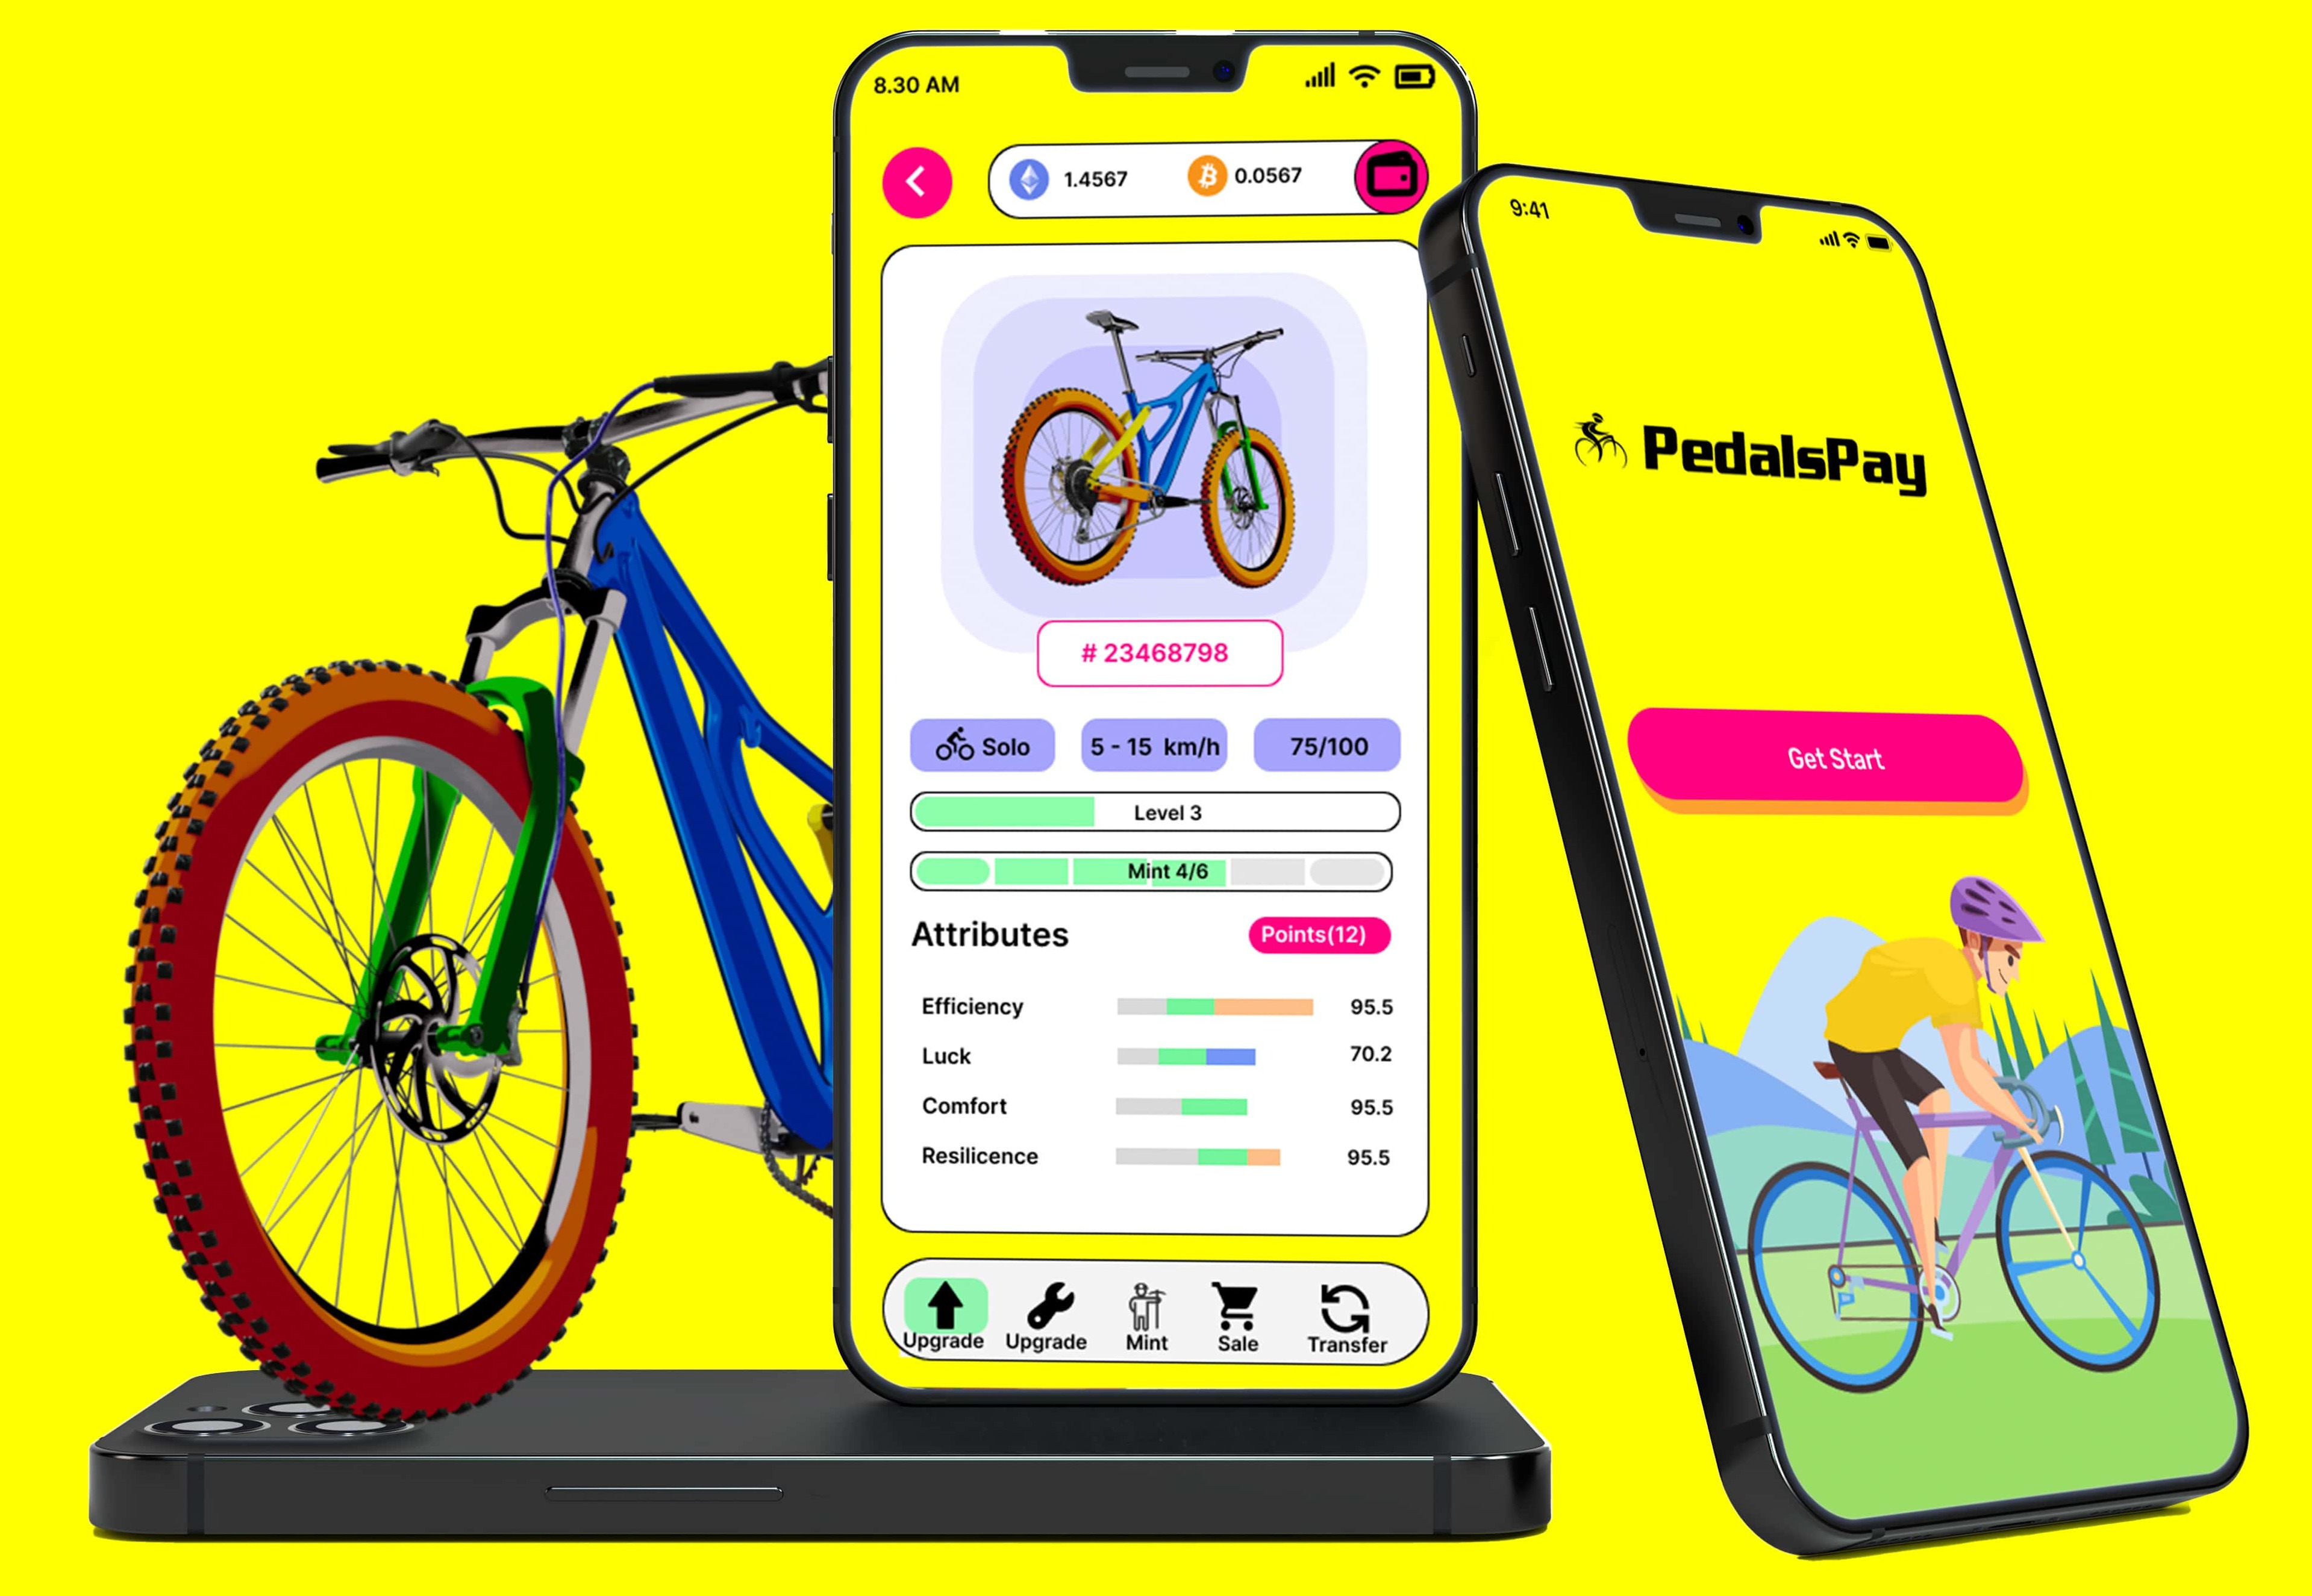 8.30 AM
1.4567
0.0567
# 23468798
Solo
5 - 15 km/h
75/100
Level 3
Mint 4/6
Attributes
Points(12)
Efficiency 95.5
Luck 70.2
Comfort 95.5
Resilicence 95.5
Upgrade
Upgrade
Mint
Sale
Transfer
9:41
PedalsPay
Get Start